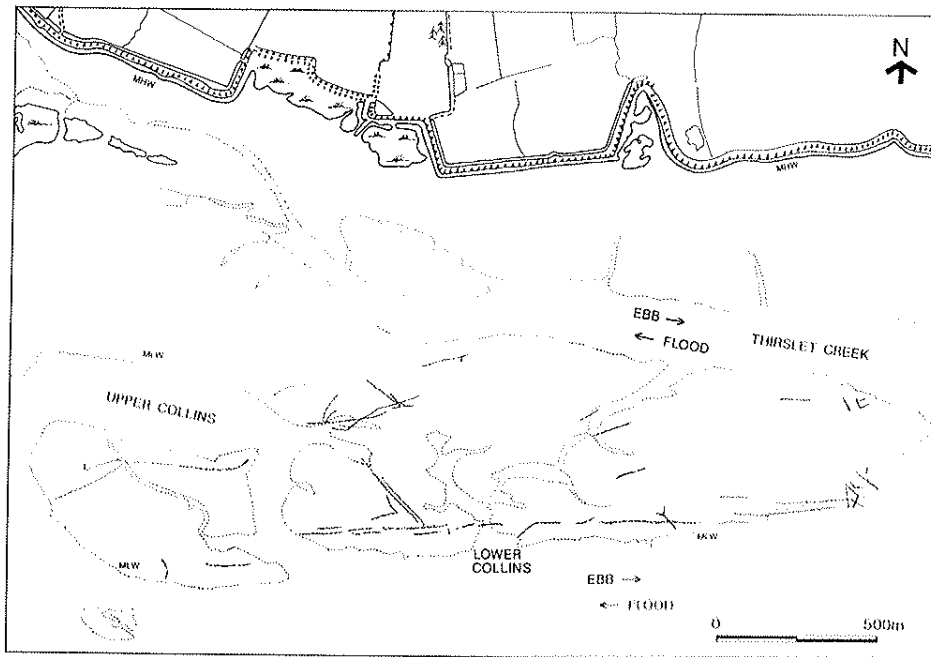 N
MHW
MHW
EBB
FLOOD
THIRSLET CREEK
MLW
UPPER COLLINS
MLW
MLW
LOWER
COLLINS
EBB
FLOOD
0 500m